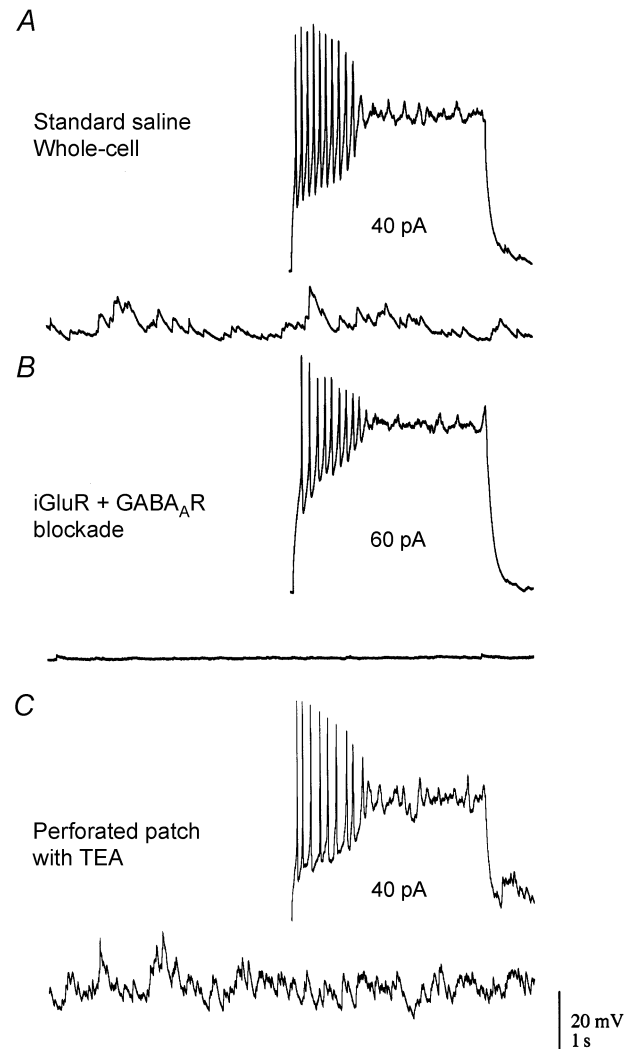 A
Standard saline
Whole-cell
40 pA
B
iGluR + GABAAR
blockade
60 pA
C
Perforated patch
with TEA
40 pA
20 mV
1 s